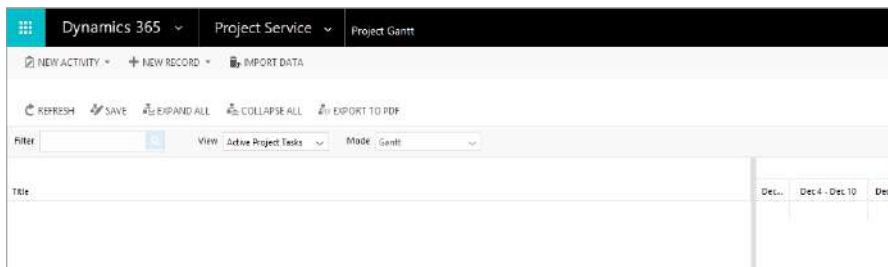 Dynamics 365 Project Service Project Gantt
NEW ACTIVITY NEW RECORD IMPORT DATA
REFRESH SAVE EXPAND ALL COLLAPSE ALL EXPORT TO PDF
Filter View Active Project Tasks Mode Gantt
Title Dec... Dec 4 - Dec 10 Dec